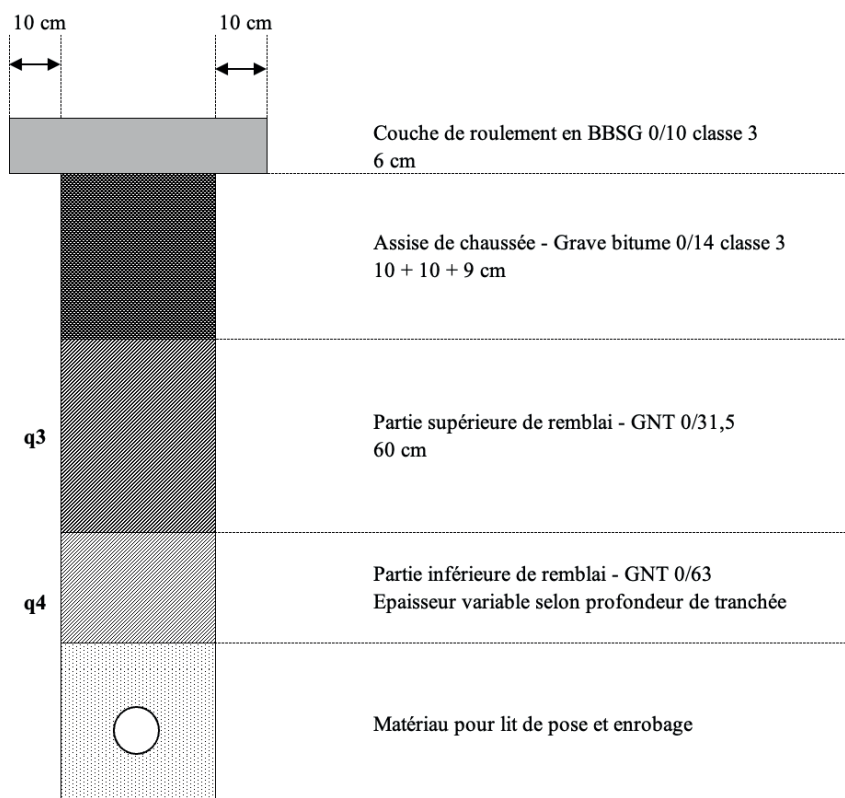 10 cm
10 cm
Couche de roulement en BBSG 0/10 classe 3
6 cm
Assise de chaussée - Grave bitume 0/14 classe 3
10 + 10 + 9 cm
q3
Partie supérieure de remblai - GNT 0/31,5
60 cm
q4
Partie inférieure de remblai - GNT 0/63
Epaisseur variable selon profondeur de tranchée
Matériau pour lit de pose et enrobage